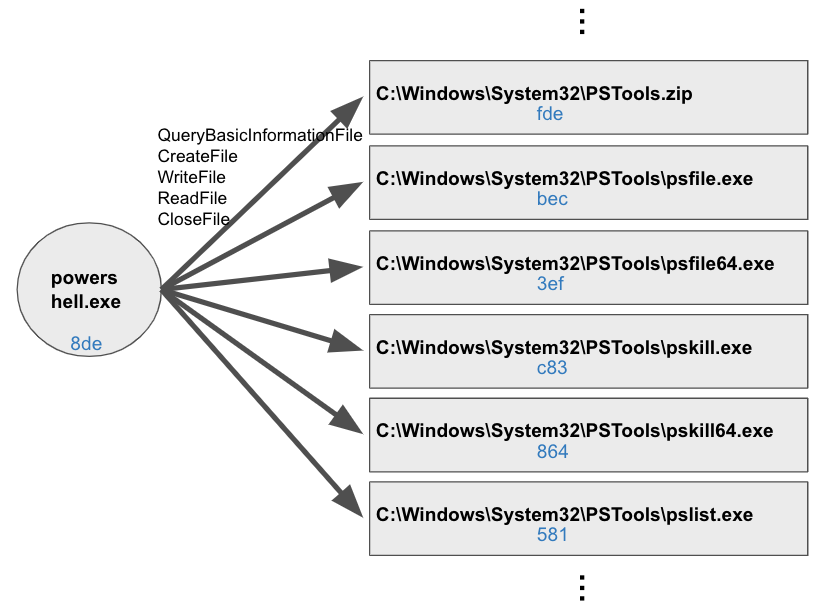 QueryBasicInformationFile
CreateFile
WriteFile
ReadFile
CloseFile
powers
hell.exe
8de
C:\Windows\System32\PSTools.zip
fde
C:\Windows\System32\PSTools\psfile.exe
bec
C:\Windows\System32\PSTools\psfile64.exe
3ef
C:\Windows\System32\PSTools\pskill.exe
c83
C:\Windows\System32\PSTools\pskill64.exe
864
C:\Windows\System32\PSTools\pslist.exe
581